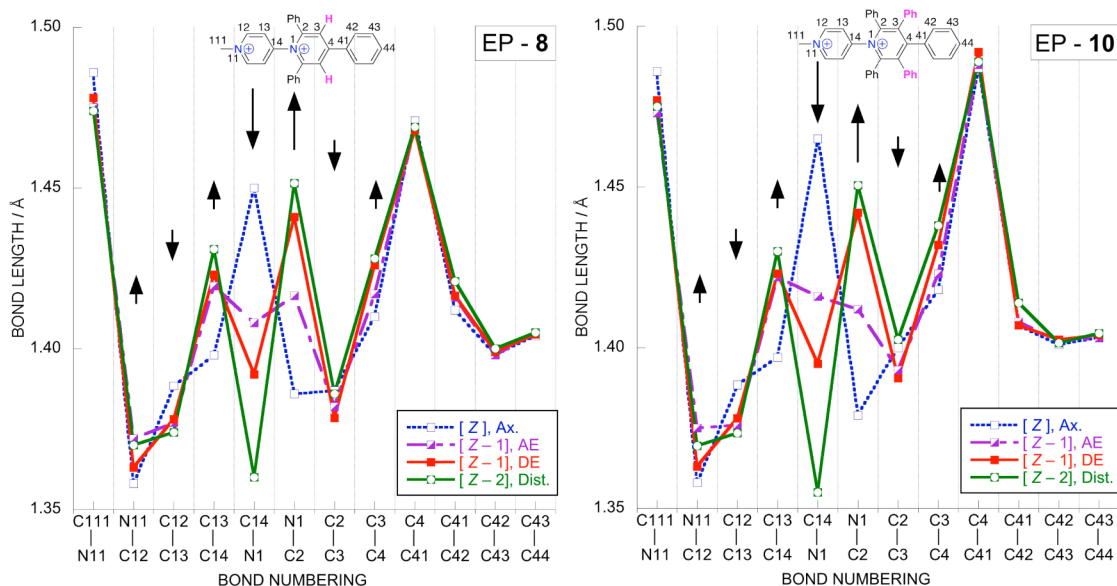 EP - 8
1.50
1.45
1.40
1.35
BOND LENGTH / Å
111
12
13
11
N
+
14
1
N
+
Ph
Ph
2
3
H
H
4
41
42
43
44
[ Z ], Ax.
[ Z – 1 ], AE
[ Z – 1 ], DE
[ Z – 2 ], Dist.
C111 N11 C12 C13 C14 N1 C2 C3 C4 C41 C42 C43
N11 C12 C13 C14 N1 C2 C3 C4 C41 C42 C43 C44
BOND NUMBERING
EP - 10
1.50
1.45
1.40
1.35
BOND LENGTH / Å
111
12
13
11
N
+
14
1
N
+
Ph
Ph
2
3
Ph
Ph
4
41
42
43
44
[ Z ], Ax.
[ Z – 1 ], AE
[ Z – 1 ], DE
[ Z – 2 ], Dist.
C111 N11 C12 C13 C14 N1 C2 C3 C4 C41 C42 C43
N11 C12 C13 C14 N1 C2 C3 C4 C41 C42 C43 C44
BOND NUMBERING